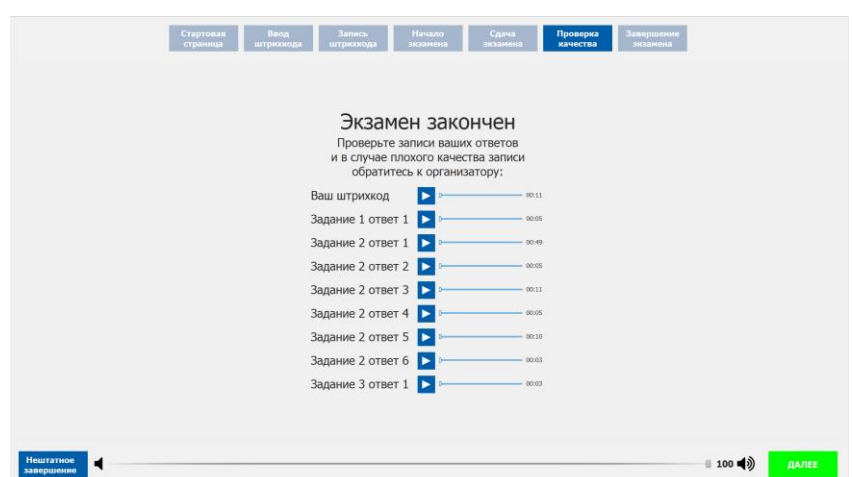 Стартовая страница
Ввод штрихкода
Запись штрихкода
Начало экзамена
Сдача экзамена
Проверка качества
Завершение экзамена
Экзамен закончен
Проверьте записи ваших ответов
и в случае плохого качества записи
обратитесь к организатору:
Ваш штрихкод 00:11
Задание 1 ответ 1 00:05
Задание 2 ответ 1 00:49
Задание 2 ответ 2 00:05
Задание 2 ответ 3 00:11
Задание 2 ответ 4 00:05
Задание 2 ответ 5 00:10
Задание 2 ответ 6 00:03
Задание 3 ответ 1 00:03
Нештатное
завершение
100
ДАЛЕЕ